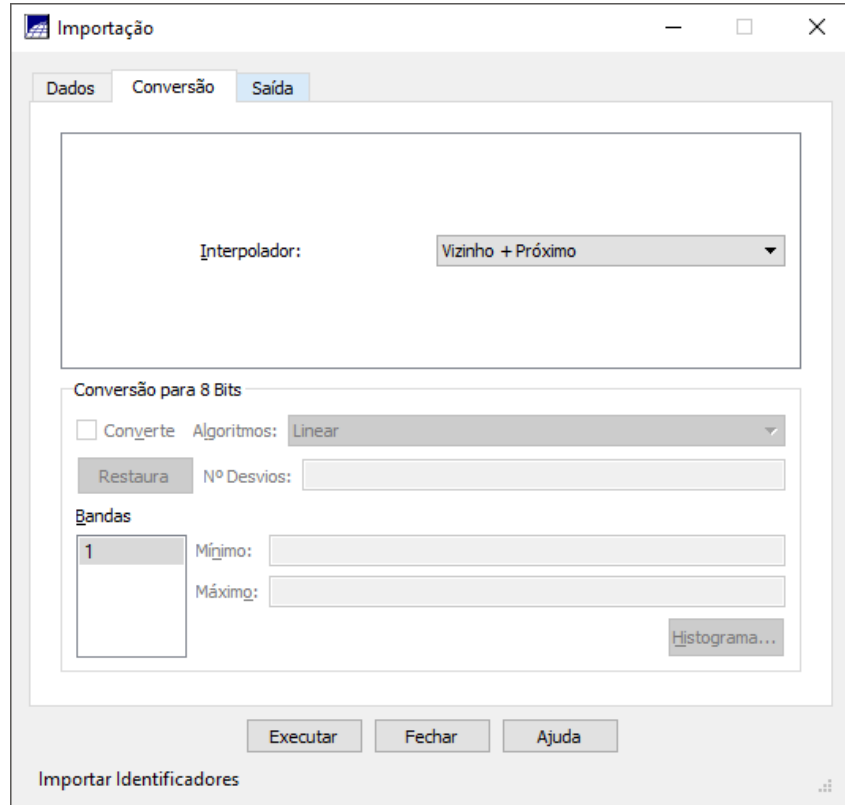 Importação
Dados Conversão Saída
Interpolador: Vizinho + Próximo
Conversão para 8 Bits
Converte Algoritmos: Linear
Restaura Nº Desvios:
Bandas
1 Mínimo:
Máximo:
Histograma...
Executar Fechar Ajuda
Importar Identificadores